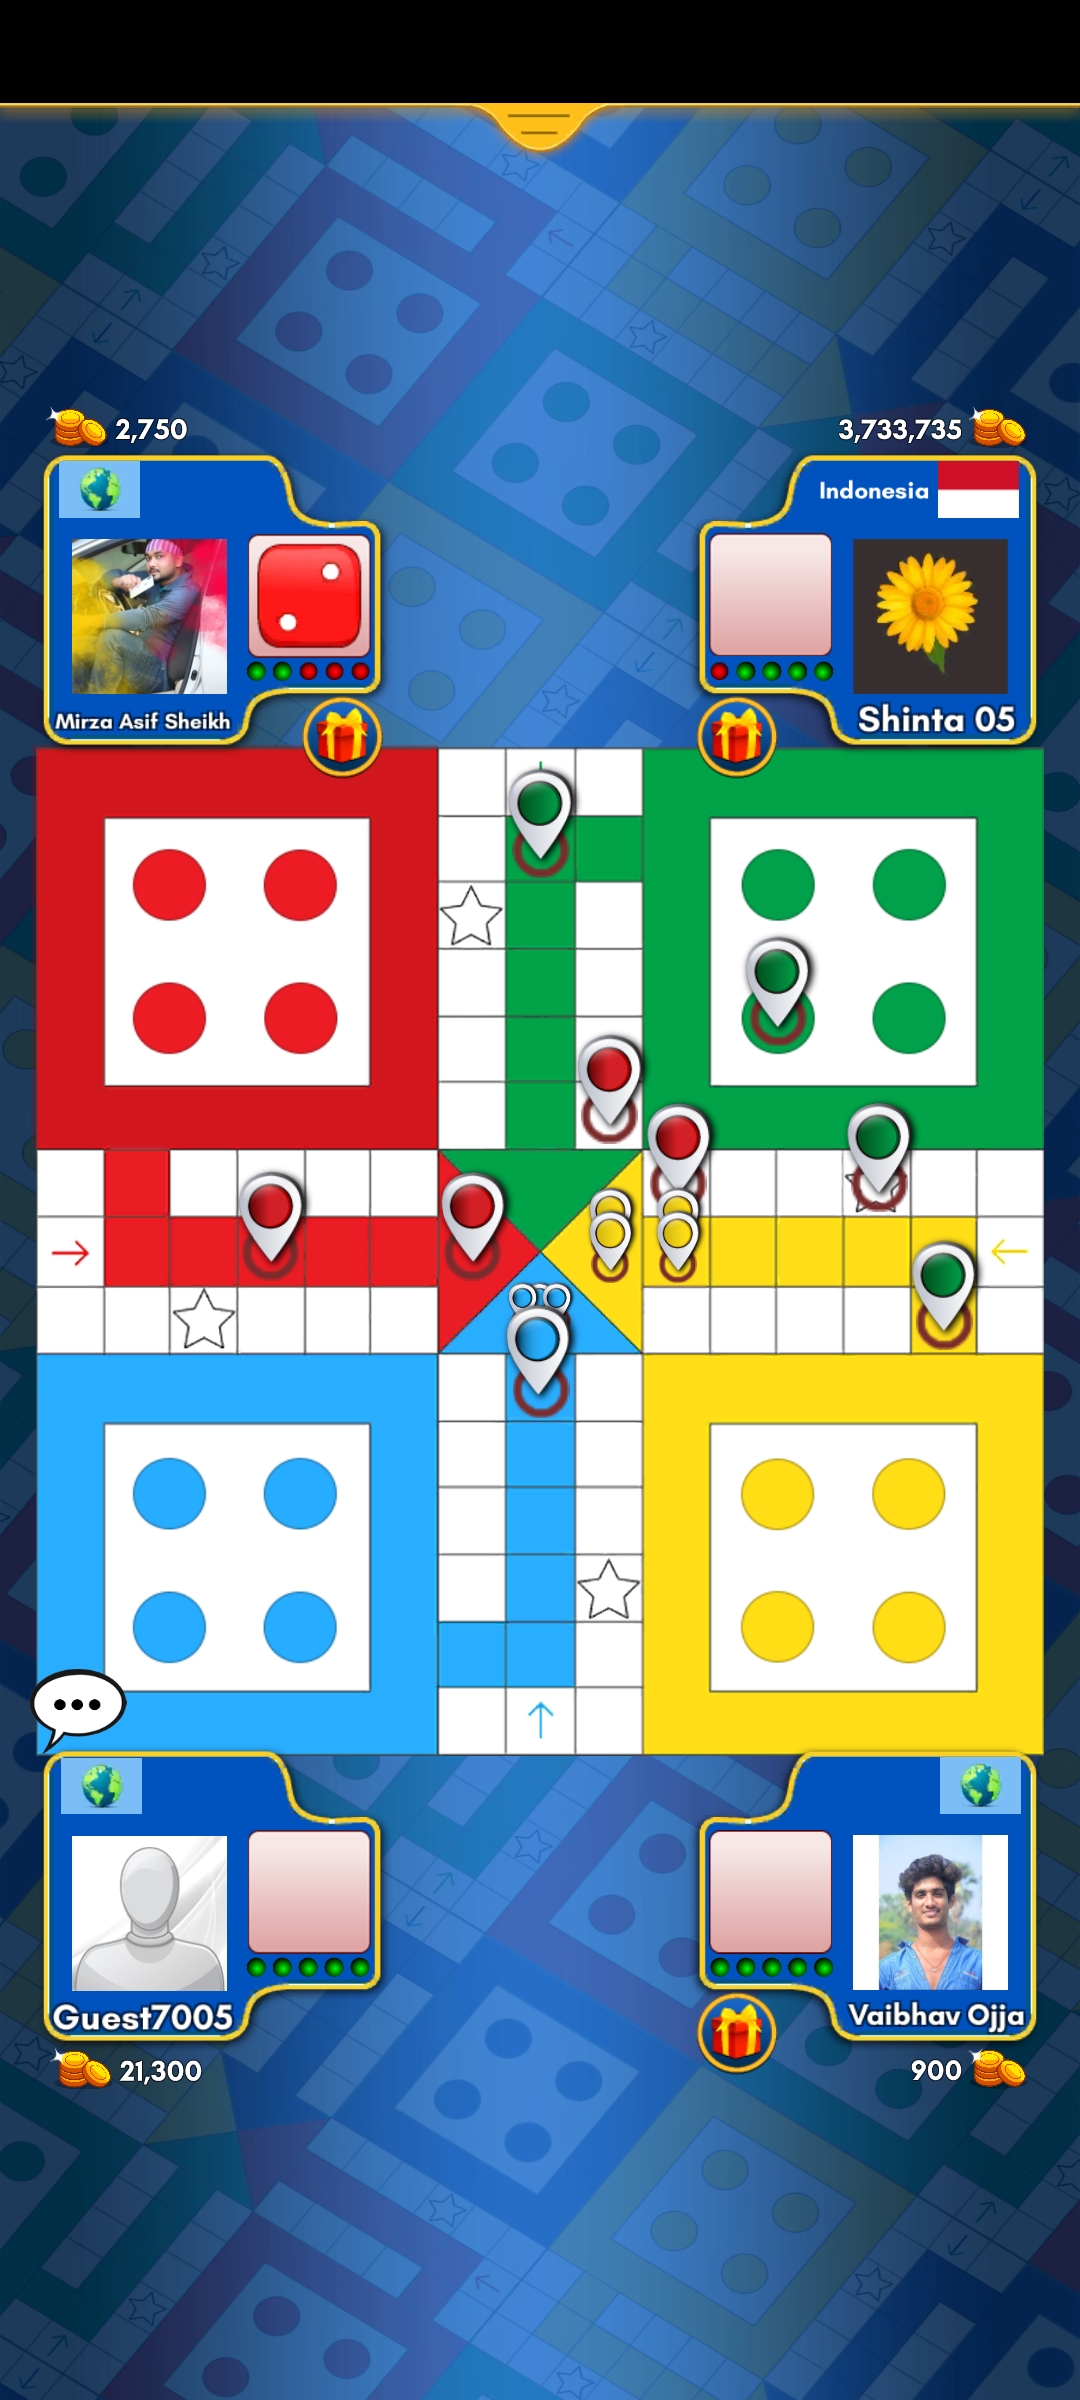 2,750
3,733,735
Indonesia
Mirza Asif Sheikh
Shinta 05
Guest7005
Vaibhav Ojja
21,300
900